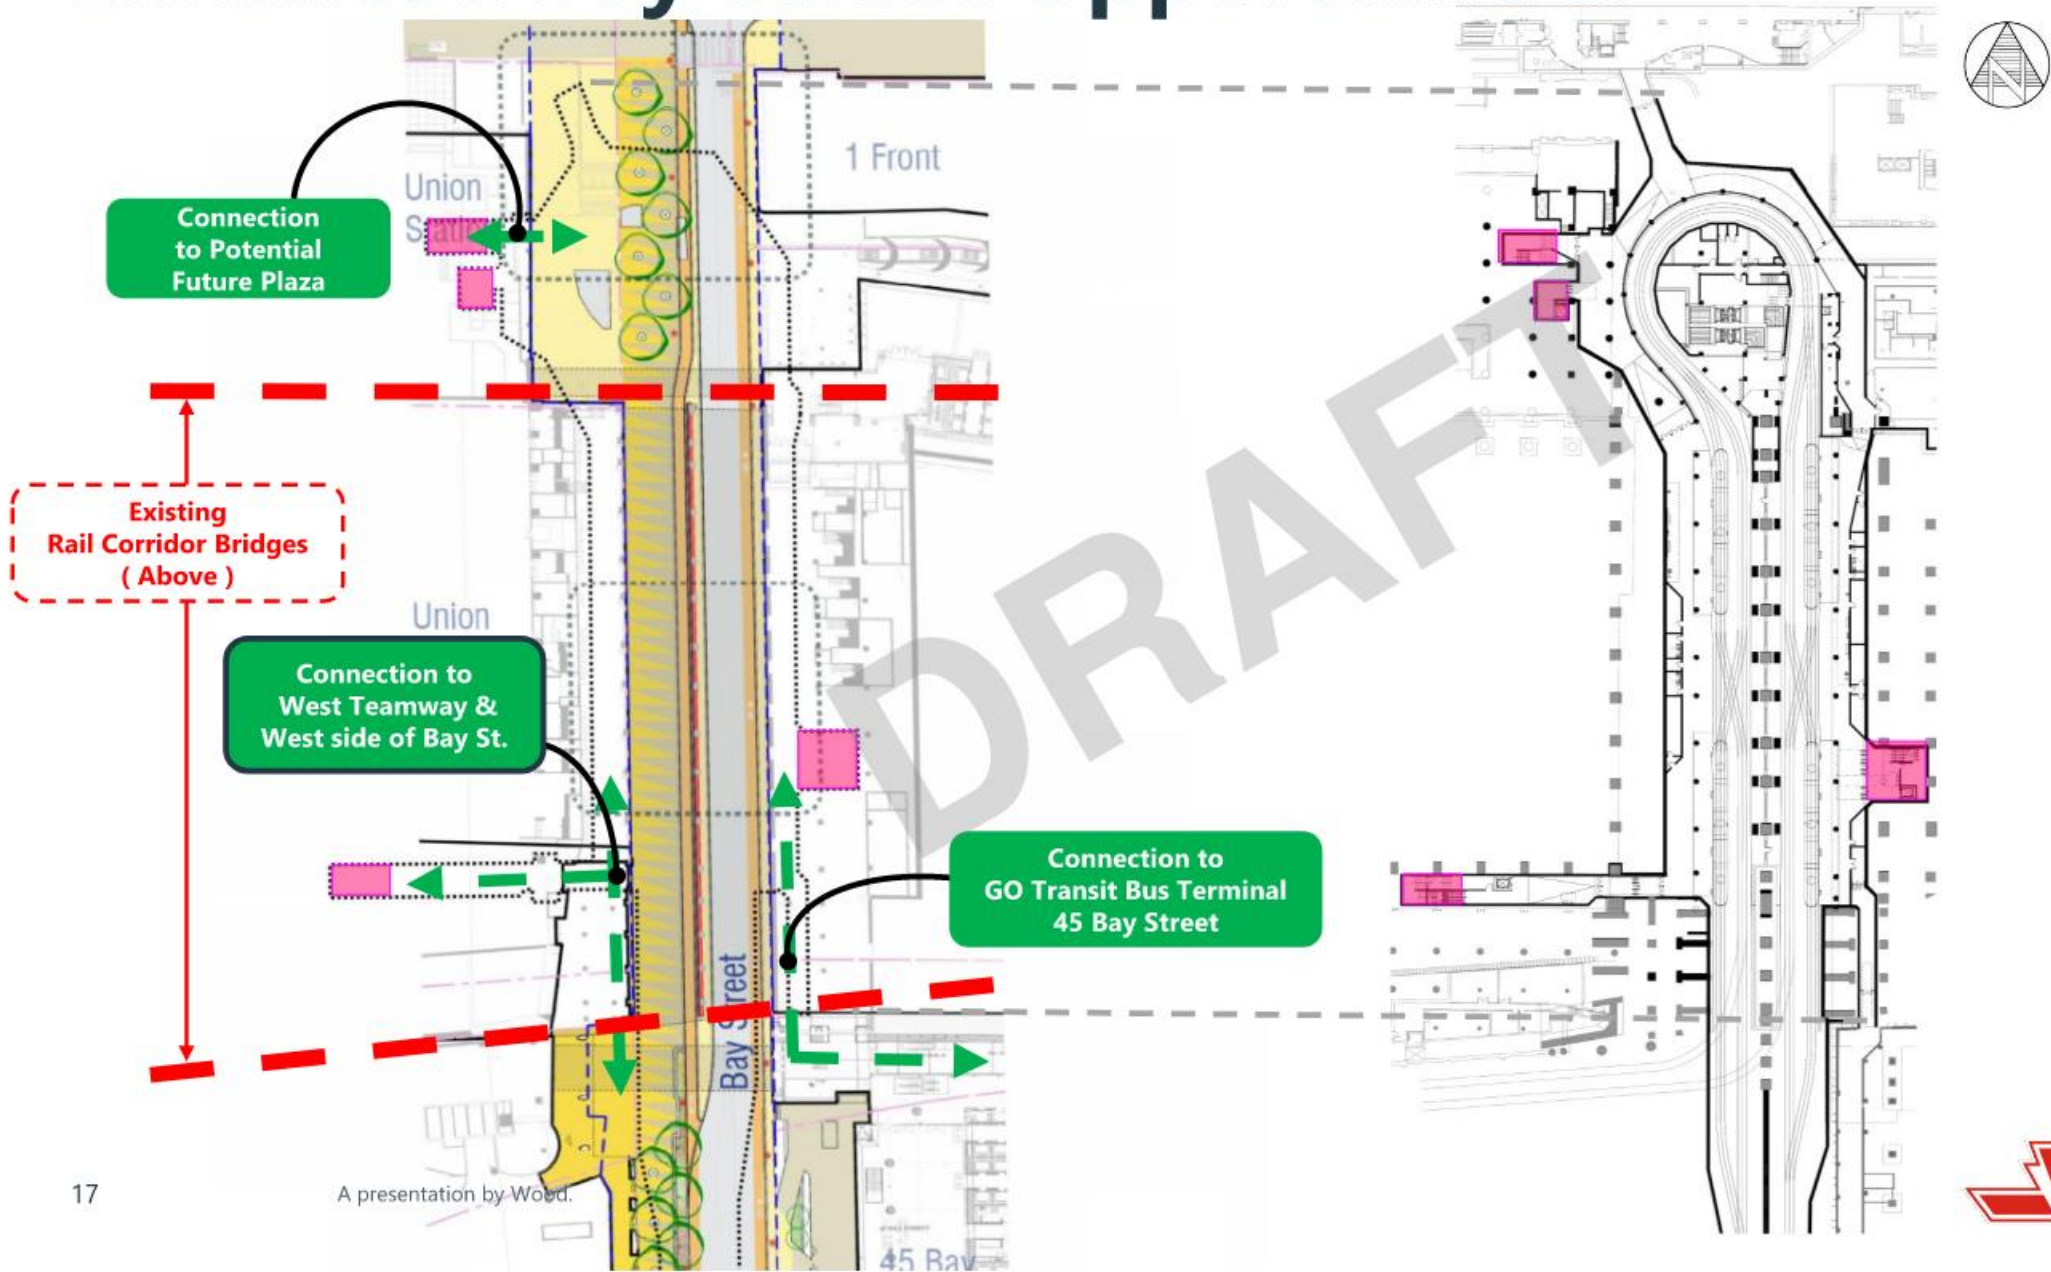 Connection
to Potential
Future Plaza
Union
Station
1 Front
Existing
Rail Corridor Bridges
( Above )
Union
Connection to
West Teamway &
West side of Bay St.
Connection to
GO Transit Bus Terminal
45 Bay Street
Bay Street
DRAFT
N
17
A presentation by Wood.
45 Bay